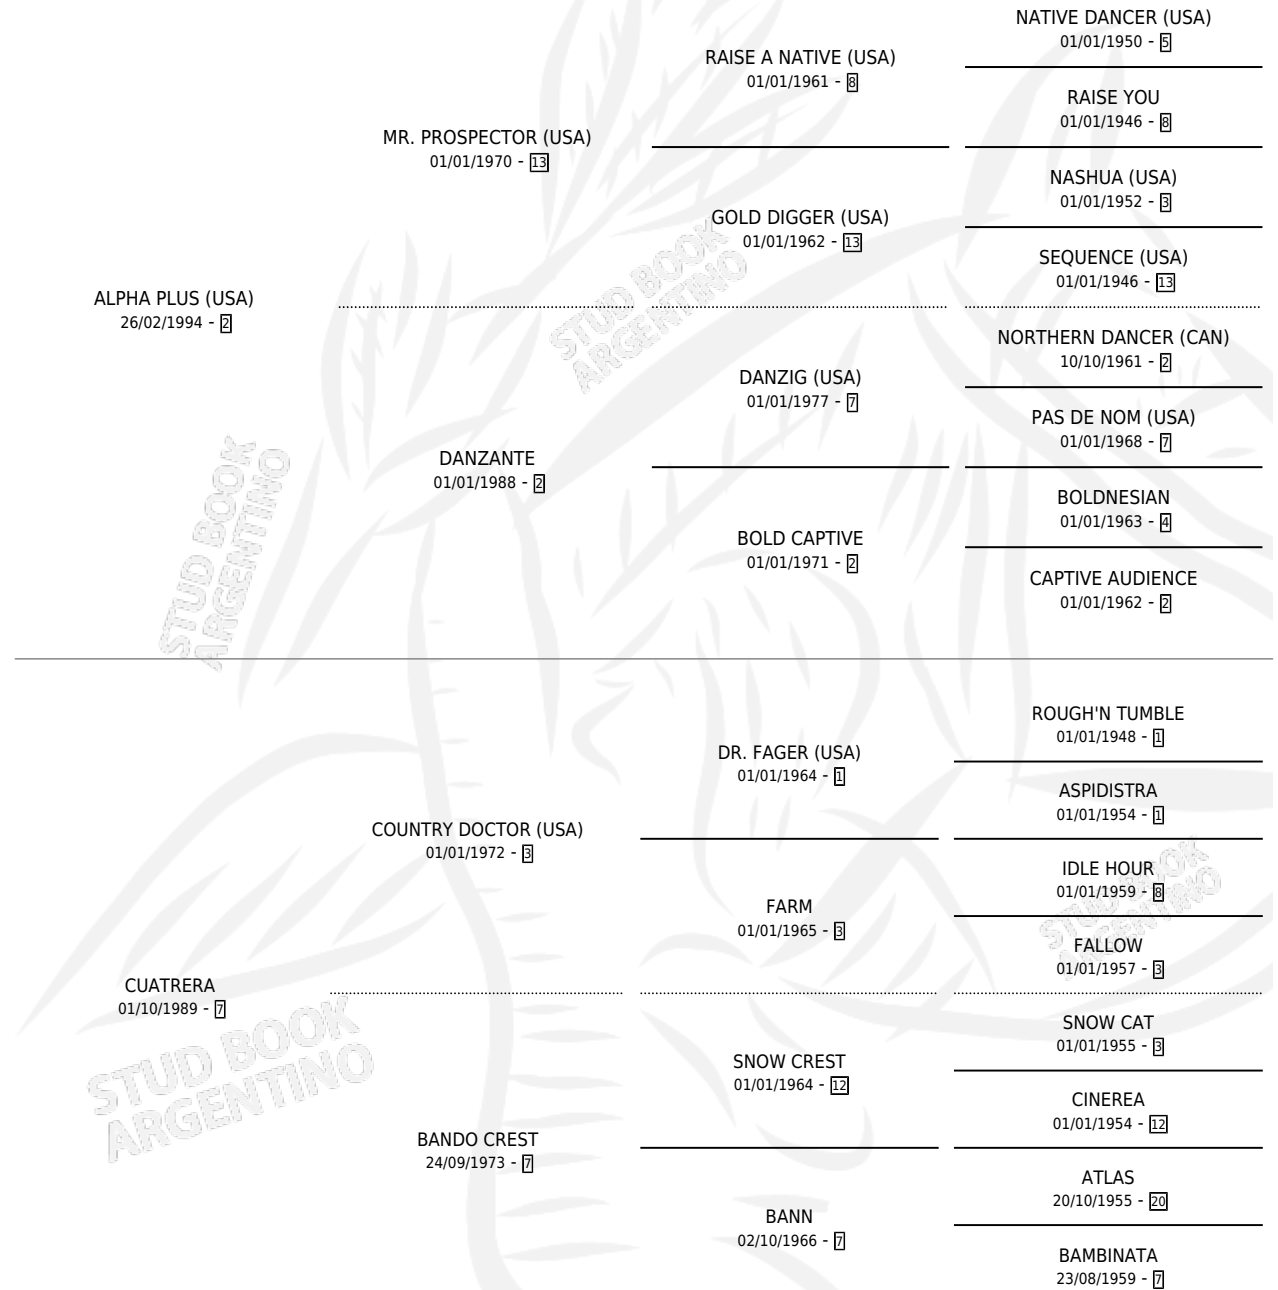 NATIVE DANCER (USA)
01/01/1950 - 5
RAISE A NATIVE (USA)
01/01/1961 - 8
RAISE YOU
01/01/1946 - 8
MR. PROSPECTOR (USA)
01/01/1970 - 13
NASHUA (USA)
01/01/1952 - 3
GOLD DIGGER (USA)
01/01/1962 - 13
SEQUENCE (USA)
01/01/1946 - 13
ALPHA PLUS (USA)
26/02/1994 - 2
STUD BOOK
ARGENTINO
NORTHERN DANCER (CAN)
10/10/1961 - 2
DANZIG (USA)
01/01/1977 - 7
PAS DE NOM (USA)
01/01/1968 - 7
DANZANTE
01/01/1988 - 2
BOLDNESIAN
01/01/1963 - 4
BOLD CAPTIVE
01/01/1971 - 2
CAPTIVE AUDIENCE
01/01/1962 - 2
STUD BOOK
ARGENTINO
ROUGH'N TUMBLE
01/01/1948 - 1
DR. FAGER (USA)
01/01/1964 - 1
ASPIDISTRA
01/01/1954 - 1
COUNTRY DOCTOR (USA)
01/01/1972 - 3
IDLE HOUR
01/01/1959 - 8
FARM
01/01/1965 - 3
FALLOW
01/01/1957 - 3
STUD BOOK
ARGENTINO
CUATRERA
01/10/1989 - 7
SNOW CAT
01/01/1955 - 3
SNOW CREST
01/01/1964 - 12
CINEREA
01/01/1954 - 12
STUD BOOK
ARGENTINO
BANDO CREST
24/09/1973 - 7
ATLAS
20/10/1955 - 20
BANN
02/10/1966 - 7
BAMBINATA
23/08/1959 - 7